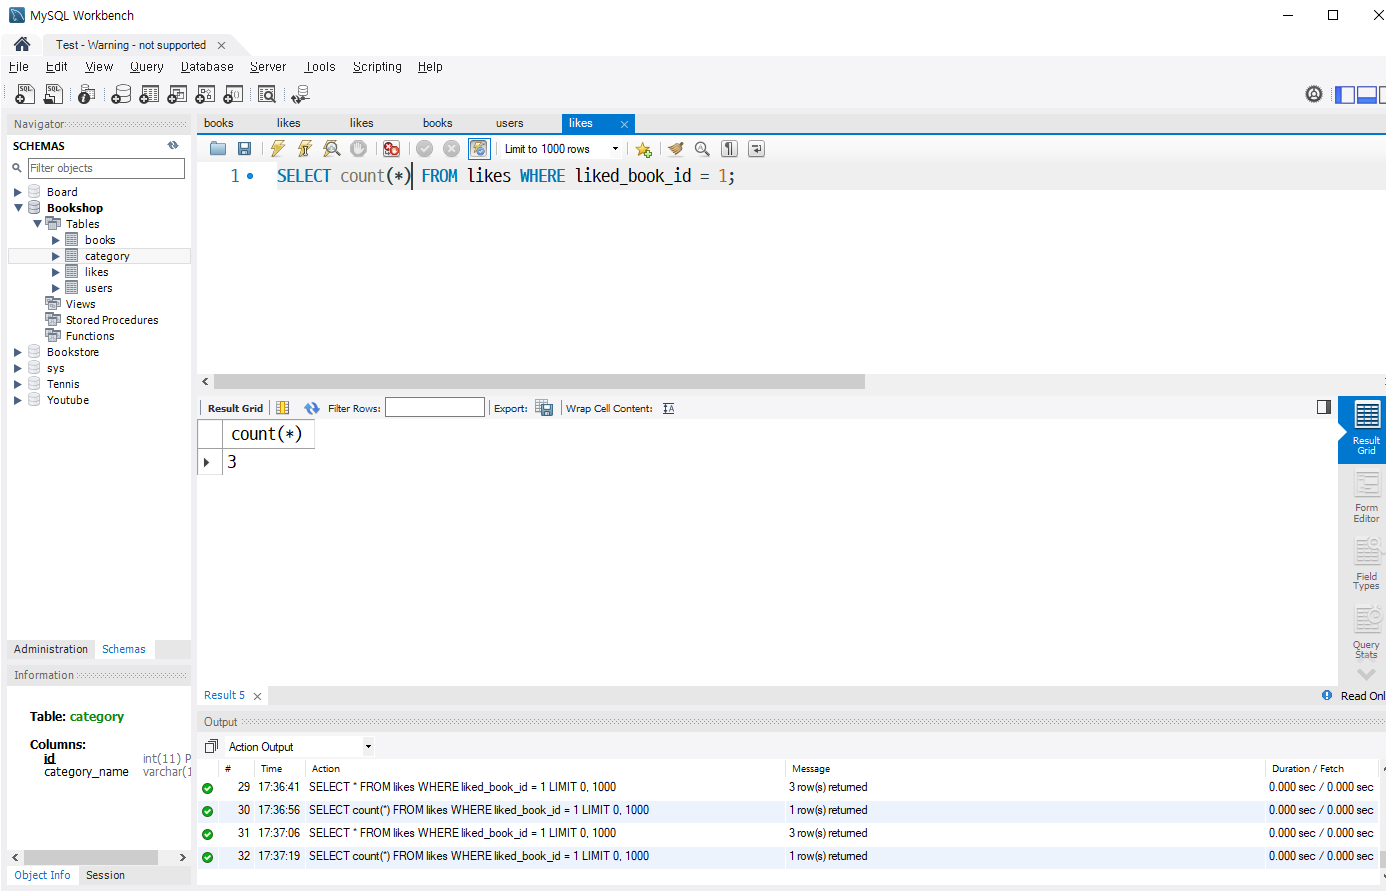 MySQL Workbench
Test - Warning - not supported
File Edit View Query Database Server Tools Scripting Help
Navigator
SCHEMAS
Filter objects
Board
Bookshop
Tables
books
category
likes
users
Views
Stored Procedures
Functions
Bookstore
sys
Tennis
Youtube
Administration Schemas
Information
Table: category
Columns:
id int(11) P
category_name varchar(1
Object Info Session
books likes likes books users likes
Limit to 1000 rows
1 SELECT count(*) FROM likes WHERE liked_book_id = 1;
Result Grid Filter Rows: Export: Wrap Cell Content:
count(*)
3
Result
Grid
Form
Editor
Field
Types
Query
Stats
Result 5 Read Onl
Output
Action Output
# Time Action Message Duration / Fetch
29 17:36:41 SELECT * FROM likes WHERE liked_book_id = 1 LIMIT 0, 1000 3 row(s) returned 0.000 sec / 0.000 sec
30 17:36:56 SELECT count(*) FROM likes WHERE liked_book_id = 1 LIMIT 0, 1000 1 row(s) returned 0.000 sec / 0.000 sec
31 17:37:06 SELECT * FROM likes WHERE liked_book_id = 1 LIMIT 0, 1000 3 row(s) returned 0.000 sec / 0.000 sec
32 17:37:19 SELECT count(*) FROM likes WHERE liked_book_id = 1 LIMIT 0, 1000 1 row(s) returned 0.000 sec / 0.000 sec